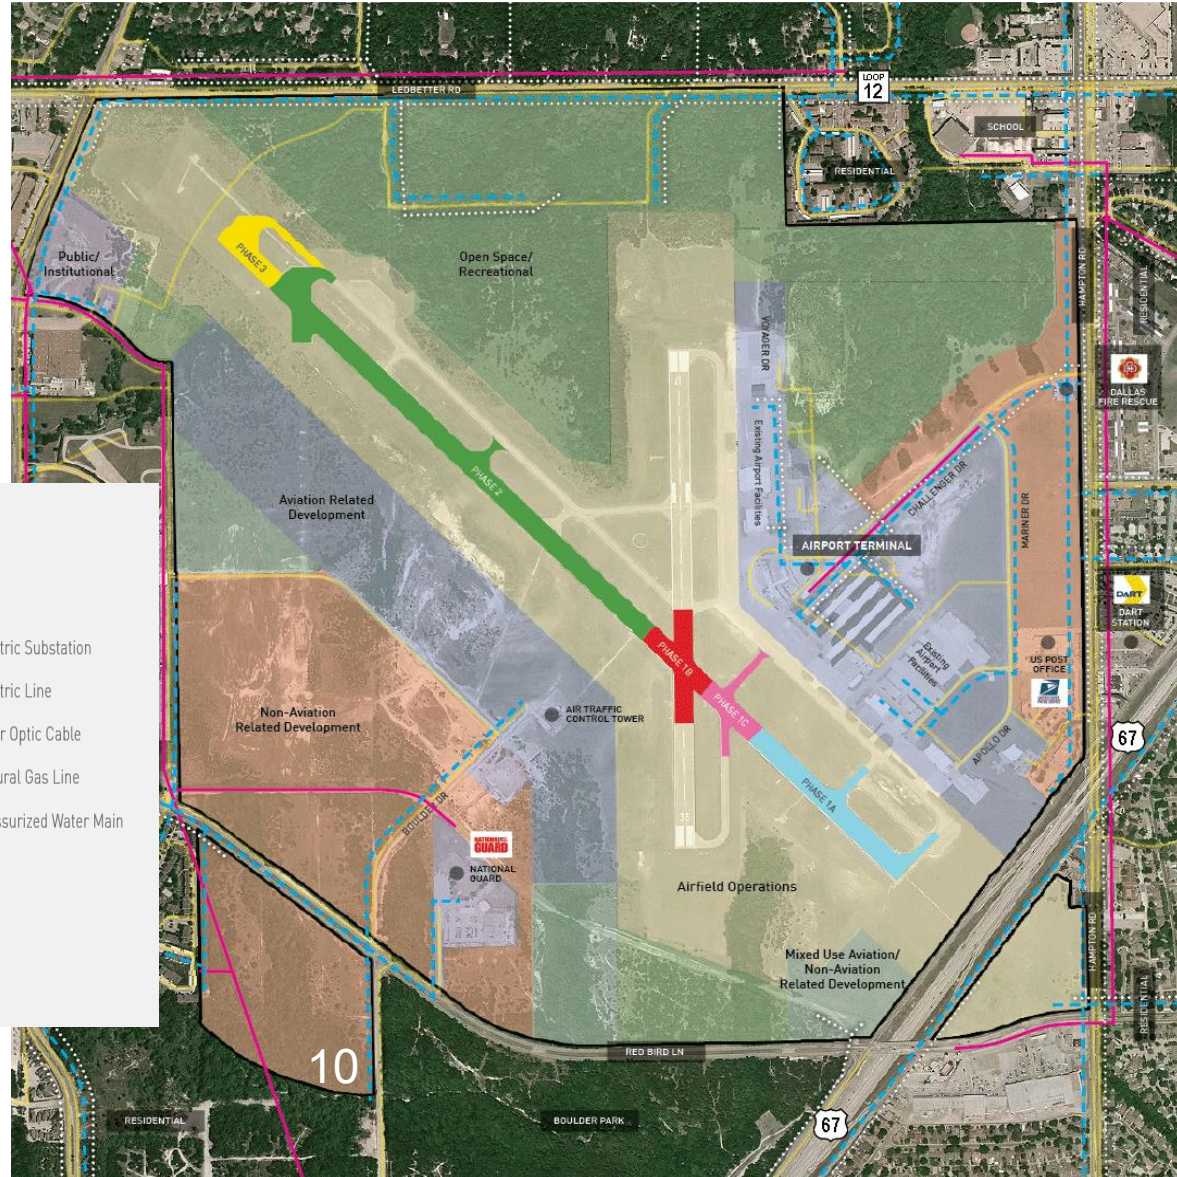 LEDBETTER RD
LOOP
12
SCHOOL
RESIDENTIAL
Public/
Institutional
PHASE 3
Open Space/
Recreational
HAMPTON RD
RESIDENTIAL
VOYAGER DR
DALLAS
FIRE RESCUE
Existing Airport Facilities
PHASE 2
CHALLENGER DR
MARINER DR
Aviation Related
Development
AIRPORT TERMINAL
DART
DART
STATION
tric Substation
tric Line
r Optic Cable
ural Gas Line
ssurized Water Main
Existing
Airport
Facilities
US POST
OFFICE
PHASE 1B
PHASE 1C
Non-Aviation
Related Development
AIR TRAFFIC
CONTROL TOWER
APOLLO DR
67
PHASE 1A
BOULDER DR
GUARD
NATIONAL
GUARD
Airfield Operations
HAMPTON RD
Mixed Use Aviation/
Non-Aviation
Related Development
RESIDENTIAL
RED BIRD LN
10
RESIDENTIAL
BOULDER PARK
67